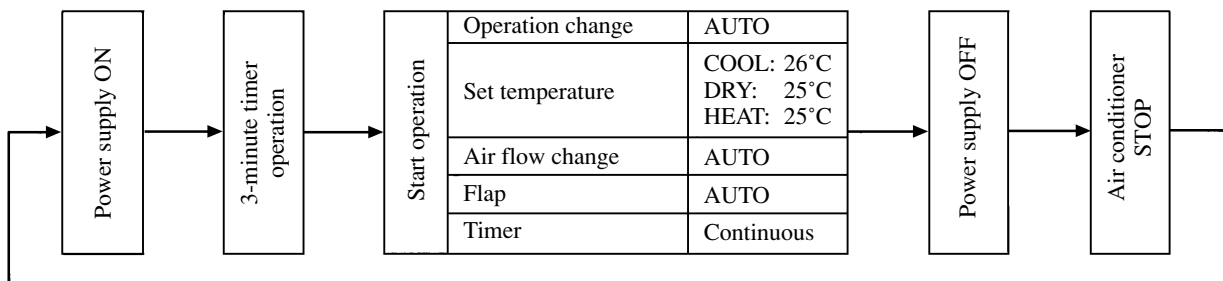 Power supply ON
3-minute timer
operation
Start operation
Operation change AUTO
Set temperature
COOL: 26˚C
DRY: 25˚C
HEAT: 25˚C
Air flow change AUTO
Flap AUTO
Timer Continuous
Power supply OFF
Air conditioner
STOP